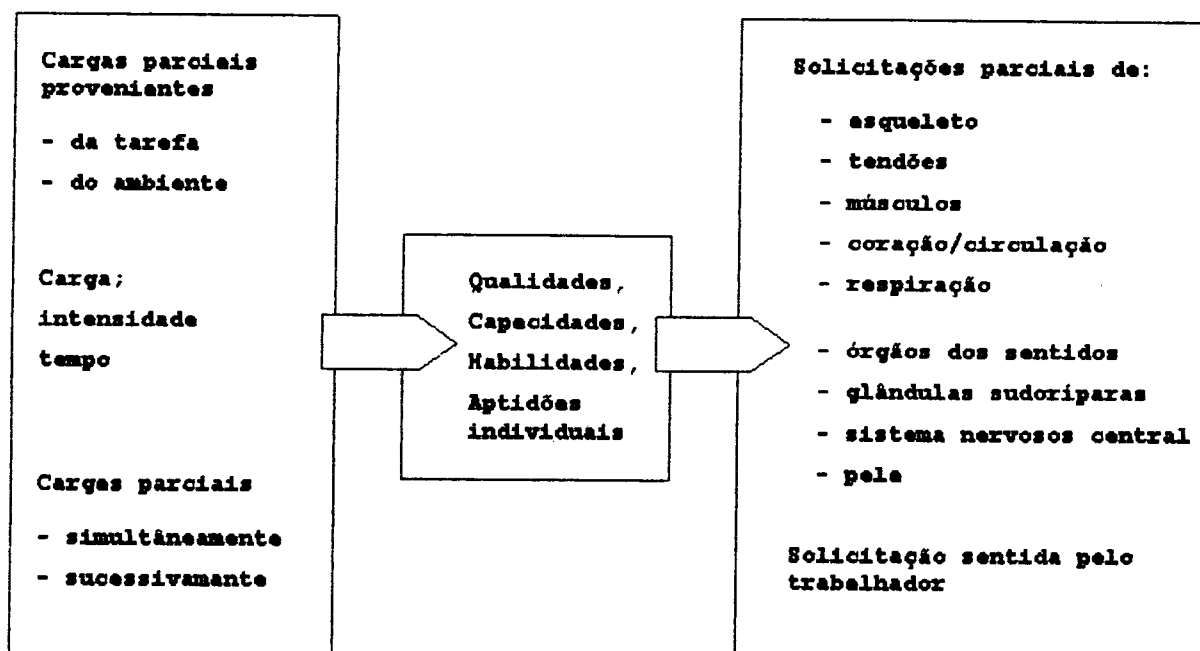 Cargas parciais
provenientes
- da tarefa
- do ambiente
Carga;
intensidade
tempo
Cargas parciais
- simultâneamente
- sucessivamante
Qualidades,
Capacidades,
Habilidades,
Aptidões
individuais
Solicitações parciais de:
- esqueleto
- tendões
- músculos
- coração/circulação
- respiração
- órgãos dos sentidos
- glândulas sudoríparas
- sistema nervosos central
- pele
Solicitação sentida pelo
trabalhador